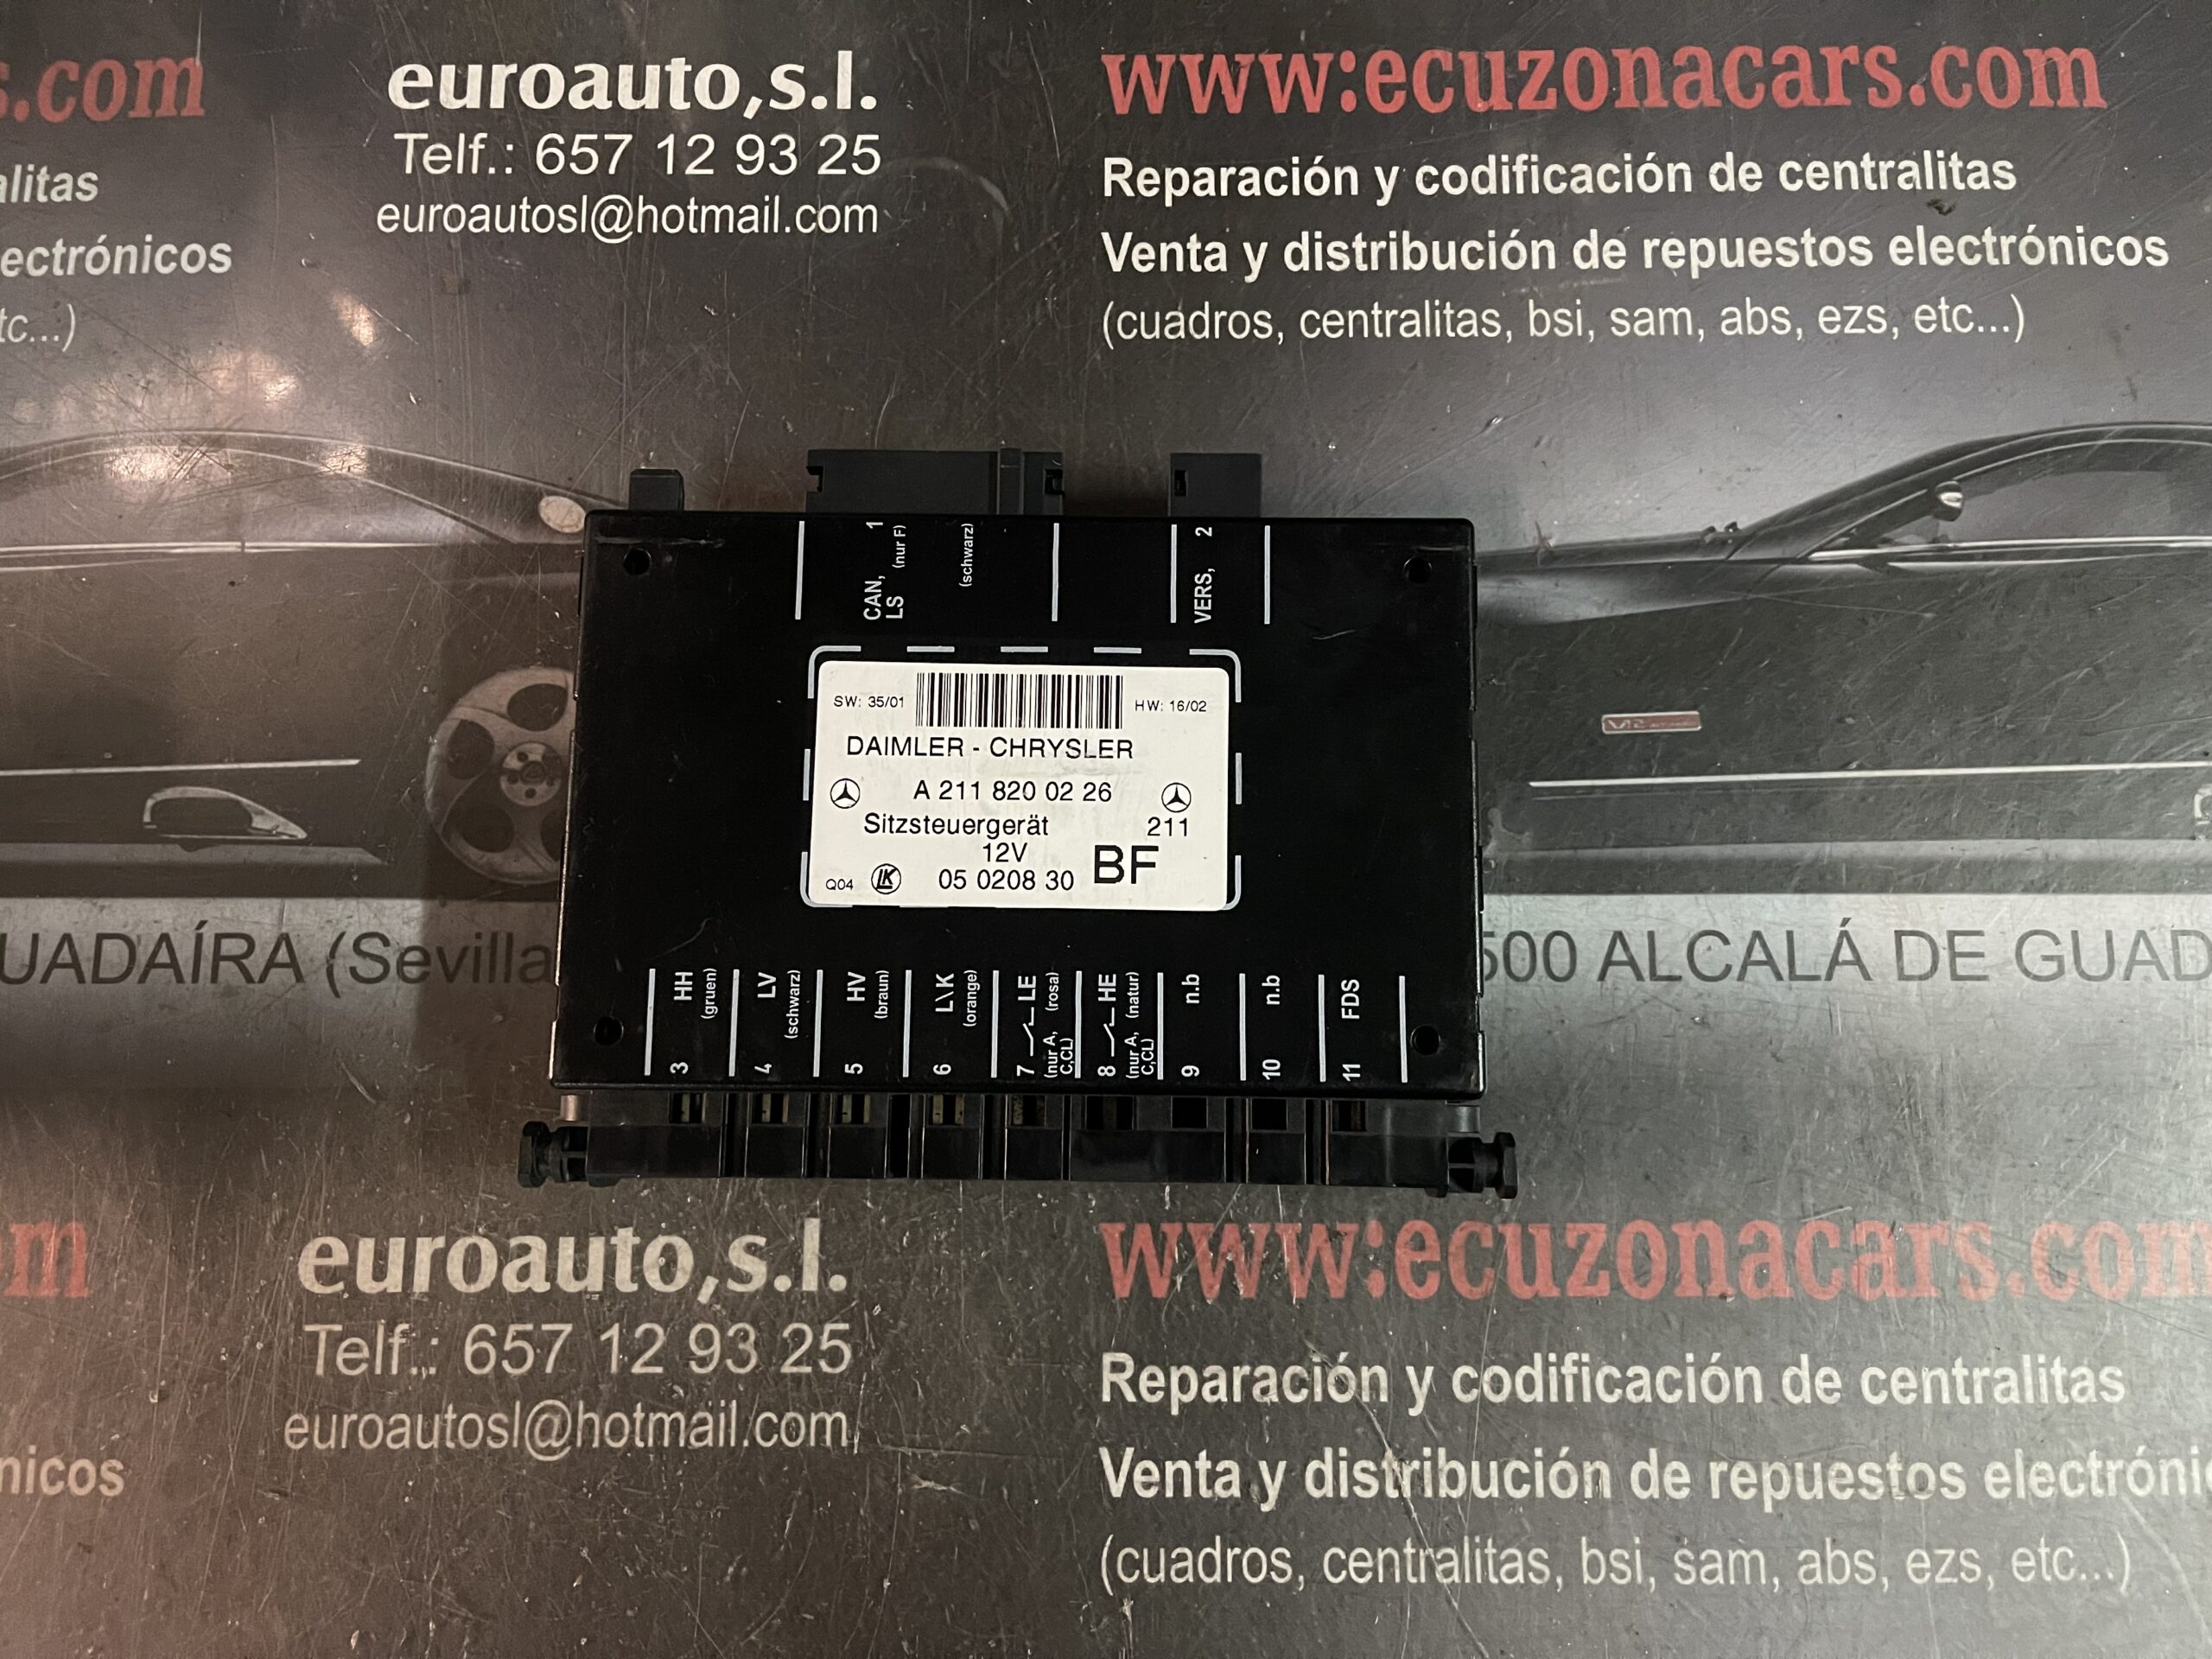 s.com
euroauto,s.l.
www:ecuzonacars.com
Telf.: 657 12 93 25
Reparación y codificación de centralitas
alitas
euroautosl@hotmail.com
Venta y distribución de repuestos electrónicos
ectrónicos
(cuadros, centralitas, bsi, sam, abs, ezs, etc...)
tc...)
CAN, 1
LS (nur F)
(schwarz)
VERS, 2
SW: 35/01
HW: 16/02
DAIMLER - CHRYSLER
A 211 820 02 26
Sitzsteuergerät 211
12V
BF
Q04 LK 05 0208 30
V12
UADAÍRA (Sevilla
500 ALCALÁ DE GUAD
3 HH
(gruen)
4 LV
(schwarz)
5 HV
(braun)
6 L\K
(orange)
7 LE
(nur A, (rosa)
C,CL)
8 HE
(nur A, (natur)
C,CL)
9 n.b
10 n.b
11 FDS
m
euroauto,s.l.
www:ecuzonacars.com
Telf.: 657 12 93 25
Reparación y codificación de centralitas
euroautosl@hotmail.com
nicos
Venta y distribución de repuestos electrónic
(cuadros, centralitas, bsi, sam, abs, ezs, etc...)